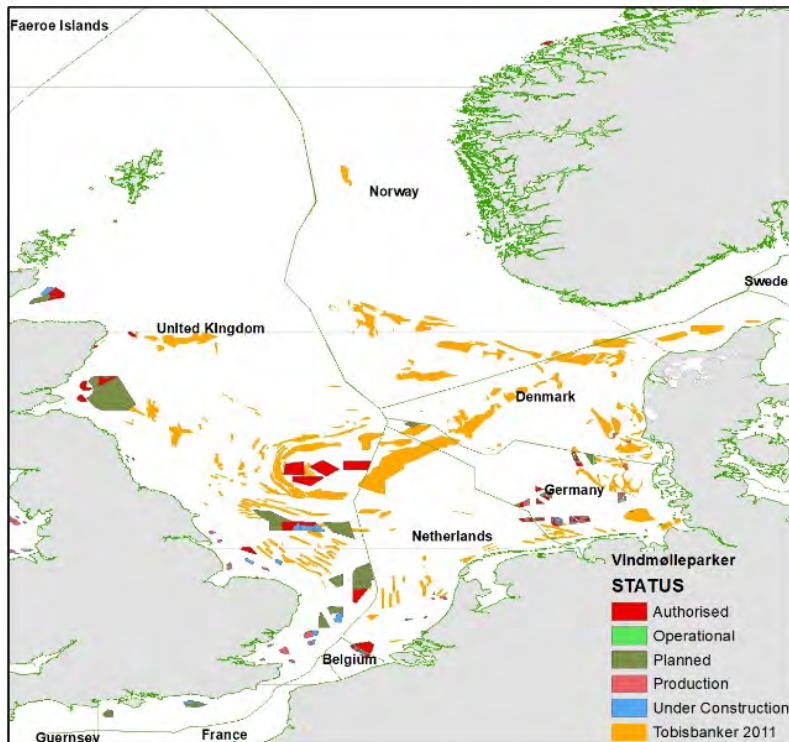 Faeroe Islands
Norway
Swede
United Kingdom
Denmark
Germany
Netherlands
Vindmølleparker
STATUS
Authorised
Operational
Planned
Production
Under Construction
Tobisbanker 2011
Belgium
France
Guernsey